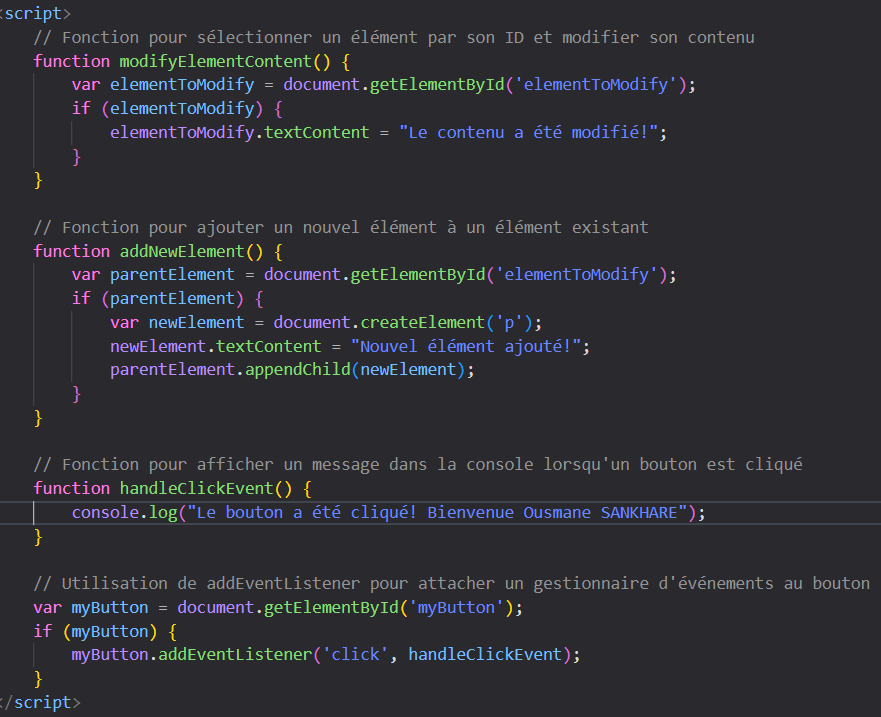 <script>
// Fonction pour sélectionner un élément par son ID et modifier son contenu
function modifyElementContent() {
var elementToModify = document.getElementById('elementToModify');
if (elementToModify) {
elementToModify.textContent = "Le contenu a été modifié!";
}
}
// Fonction pour ajouter un nouvel élément à un élément existant
function addNewElement() {
var parentElement = document.getElementById('elementToModify');
if (parentElement) {
var newElement = document.createElement('p');
newElement.textContent = "Nouvel élément ajouté!";
parentElement.appendChild(newElement);
}
}
// Fonction pour afficher un message dans la console lorsqu'un bouton est cliqué
function handleClickEvent() {
console.log("Le bouton a été cliqué! Bienvenue Ousmane SANKHARE");
}
// Utilisation de addEventListener pour attacher un gestionnaire d'événements au bouton
var myButton = document.getElementById('myButton');
if (myButton) {
myButton.addEventListener('click', handleClickEvent);
}
</script>